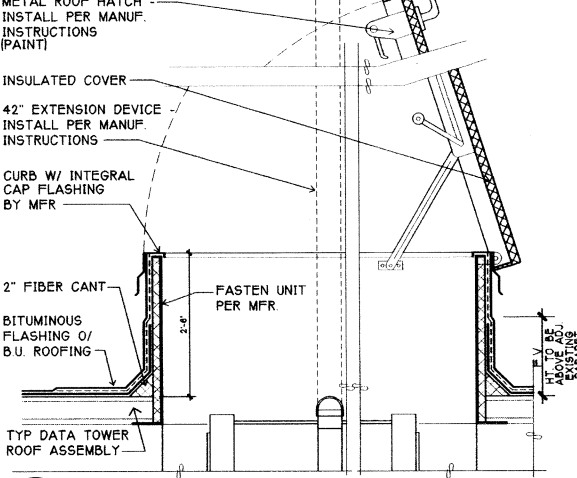 METAL ROOF HATCH -
INSTALL PER MANUF.
INSTRUCTIONS
(PAINT)
INSULATED COVER
42" EXTENSION DEVICE -
INSTALL PER MANUF.
INSTRUCTIONS
CURB W/ INTEGRAL
CAP FLASHING
BY MFR
2" FIBER CANT
FASTEN UNIT
PER MFR.
BITUMINOUS
FLASHING O/
B.U. ROOFING
2'-6"
TYP DATA TOWER
ROOF ASSEMBLY
HT TO BE
ABOVE ADJ.
EXISTING